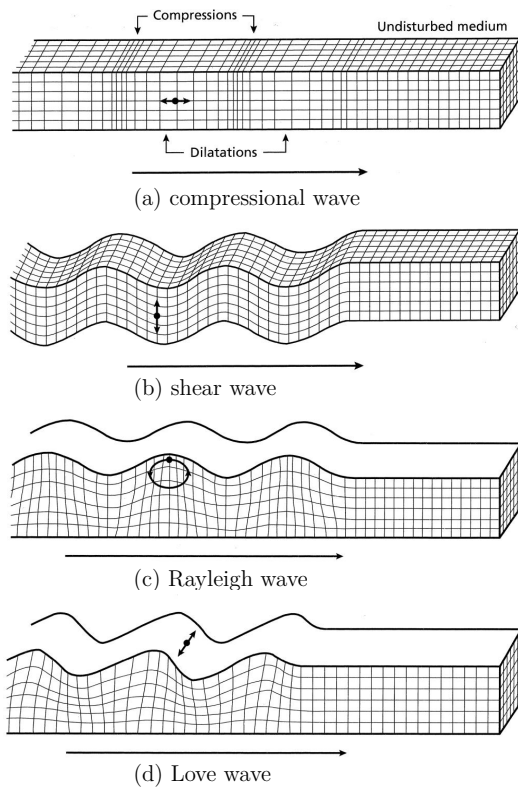 Compressions
Undisturbed medium
Dilatations
(a) compressional wave
(b) shear wave
(c) Rayleigh wave
(d) Love wave